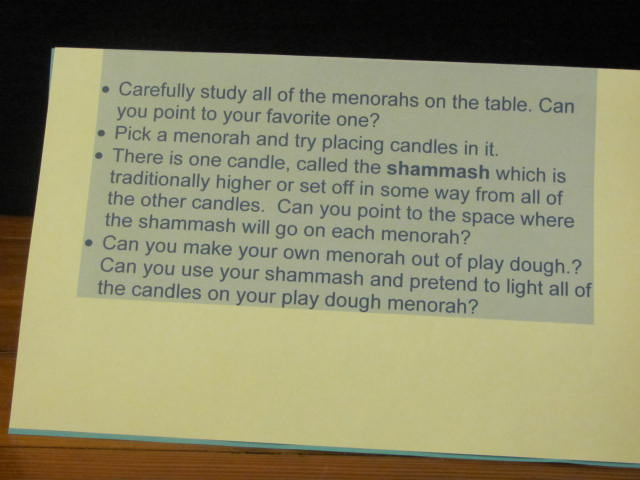 • Carefully study all of the menorahs on the table. Can
you point to your favorite one?
• Pick a menorah and try placing candles in it.
• There is one candle, called the shammash which is
traditionally higher or set off in some way from all of
the other candles. Can you point to the space where
the shammash will go on each menorah?
• Can you make your own menorah out of play dough.?
Can you use your shammash and pretend to light all of
the candles on your play dough menorah?